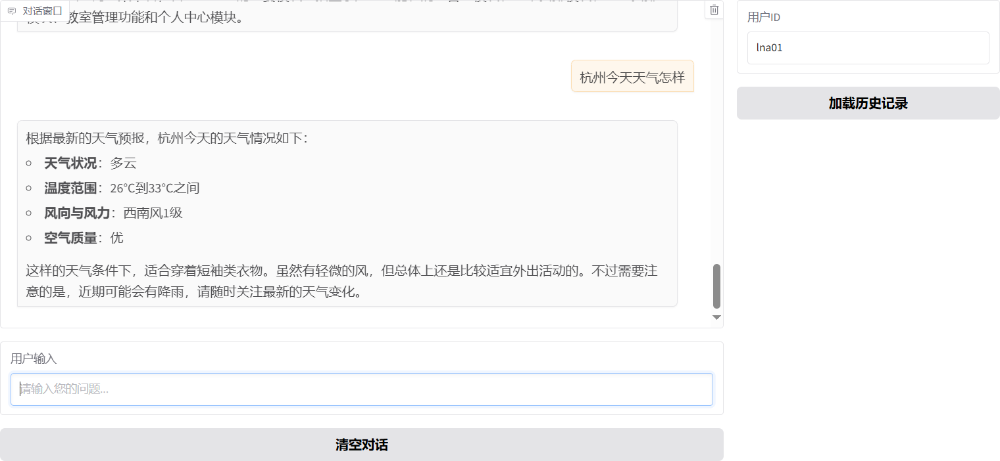 对话窗口
教室管理功能和个人中心模块。
杭州今天天气怎样
根据最新的天气预报，杭州今天的天气情况如下：
天气状况：多云
温度范围：26°C到33°C之间
风向与风力：西南风1级
空气质量：优
这样的天气条件下，适合穿着短袖类衣物。虽然有轻微的风，但总体上还是比较适宜外出活动的。不过需要注
意的是，近期可能会有降雨，请随时关注最新的天气变化。
用户输入
请输入您的问题...
清空对话
用户ID
lna01
加载历史记录